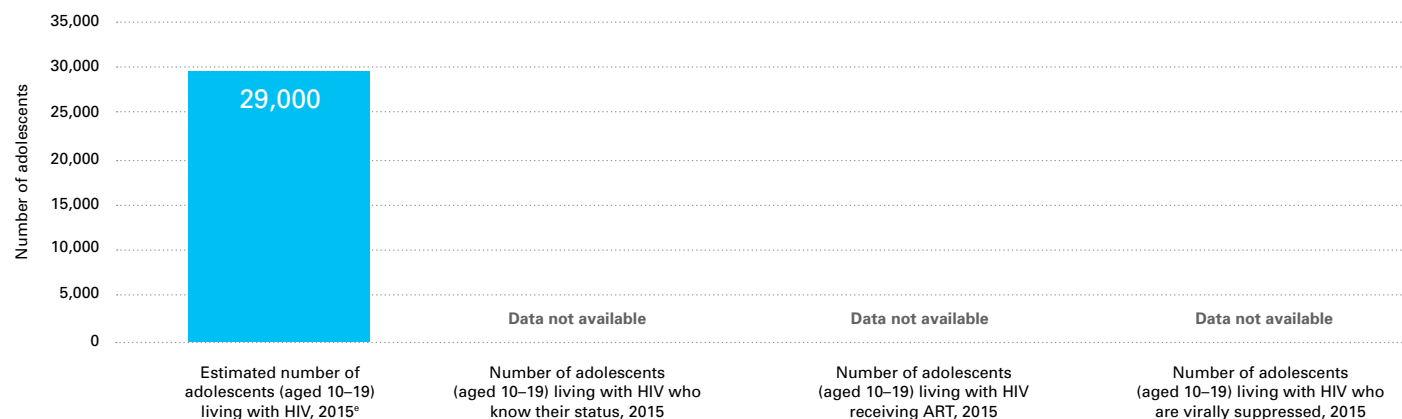 35,000
30,000
25,000
20,000
15,000
10,000
5,000
0
Number of adolescents
29,000
Data not available
Data not available
Data not available
Estimated number of
adolescents (aged 10–19)
living with HIV, 2015ᵉ
Number of adolescents
(aged 10–19) living with HIV who
know their status, 2015
Number of adolescents
(aged 10–19) living with HIV
receiving ART, 2015
Number of adolescents
(aged 10–19) living with HIV who
are virally suppressed, 2015